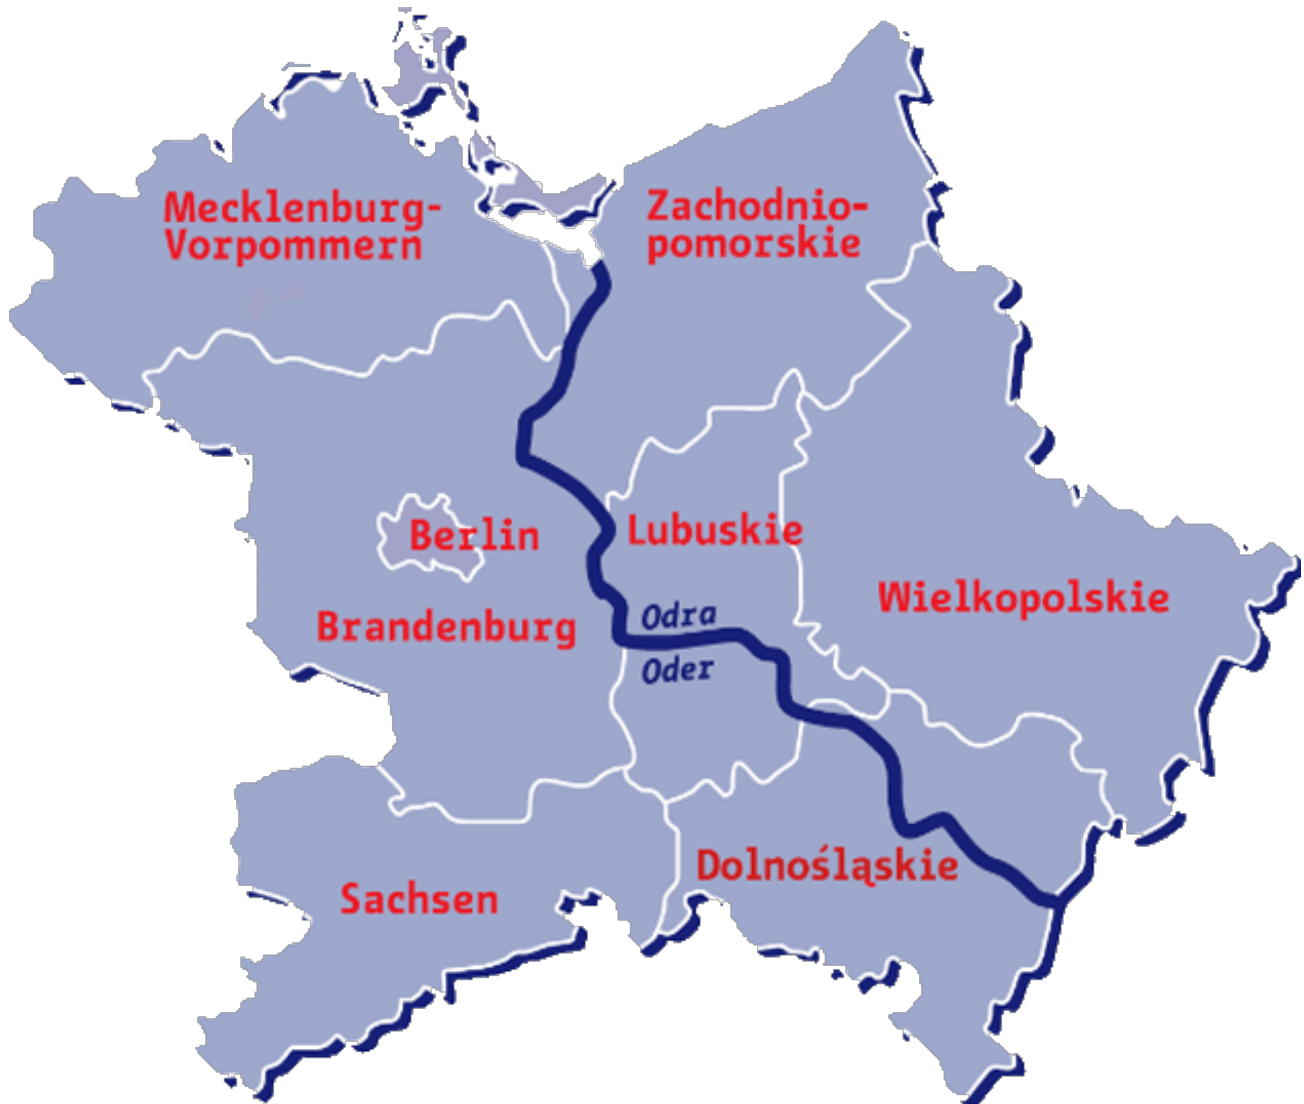 Mecklenburg-
Vorpommern
Zachodnio-
pomorskie
Berlin
Lubuskie
Wielkopolskie
Brandenburg
Odra
Oder
Dolnośląskie
Sachsen